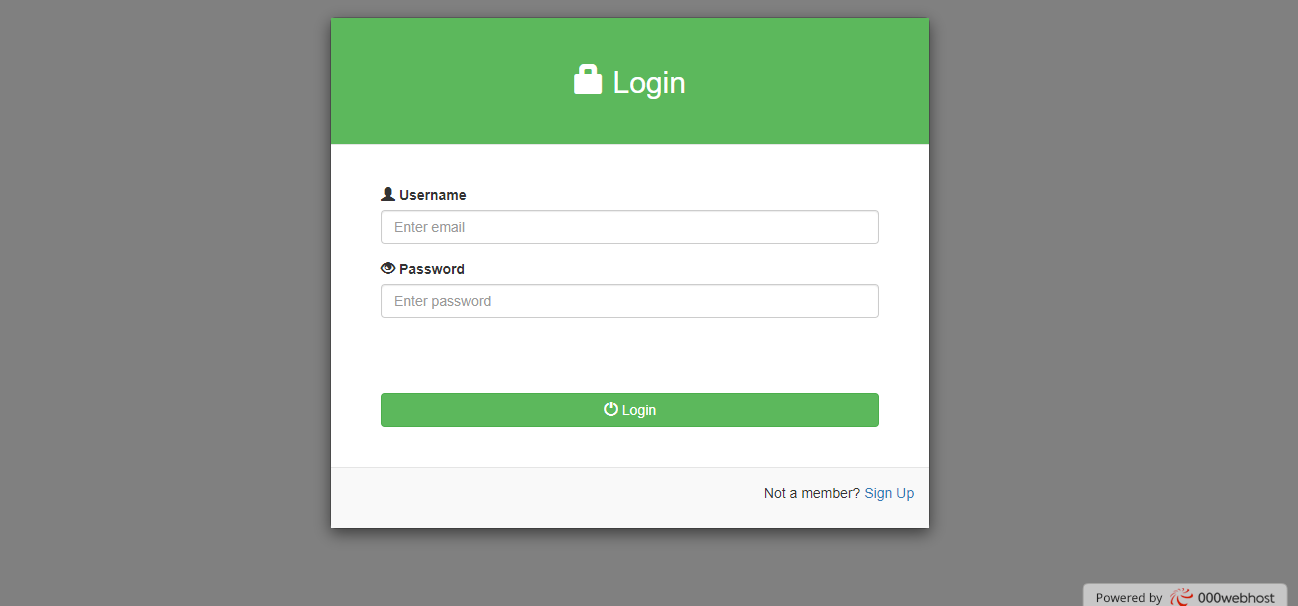 Login
Username
Enter email
Password
Enter password
Login
Not a member? Sign Up
Powered by 000webhost